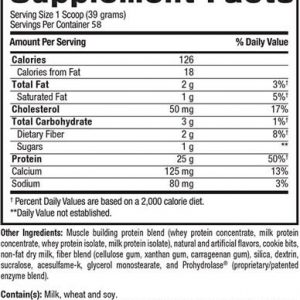 Supplement Facts
Serving Size 1 Scoop (39 grams)
Servings Per Container 58
Amount Per Serving % Daily Value
Calories 126
Calories from Fat 18
Total Fat 2 g 3%†
Saturated Fat 1 g 5%†
Cholesterol 50 mg 17%
Total Carbohydrate 3 g 1%†
Dietary Fiber 2 g 8%†
Sugars 1 g **
Protein 25 g 50%†
Calcium 125 mg 13%
Sodium 80 mg 3%
† Percent Daily Values are based on a 2,000 calorie diet.
**Daily Value not established.
Other Ingredients: Muscle building protein blend (whey protein concentrate, milk protein
concentrate, whey protein isolate, milk protein isolate), natural and artificial flavors, cookie bits,
non-fat dry milk, fiber blend (cellulose gum, xanthan gum, carrageenan), silica, dextrin,
sucralose, acesulfame-k, glycerol monostearate, and Prohydrolase® (proprietary/patented
enzyme blend).
Contain(s): Milk, wheat and soy.